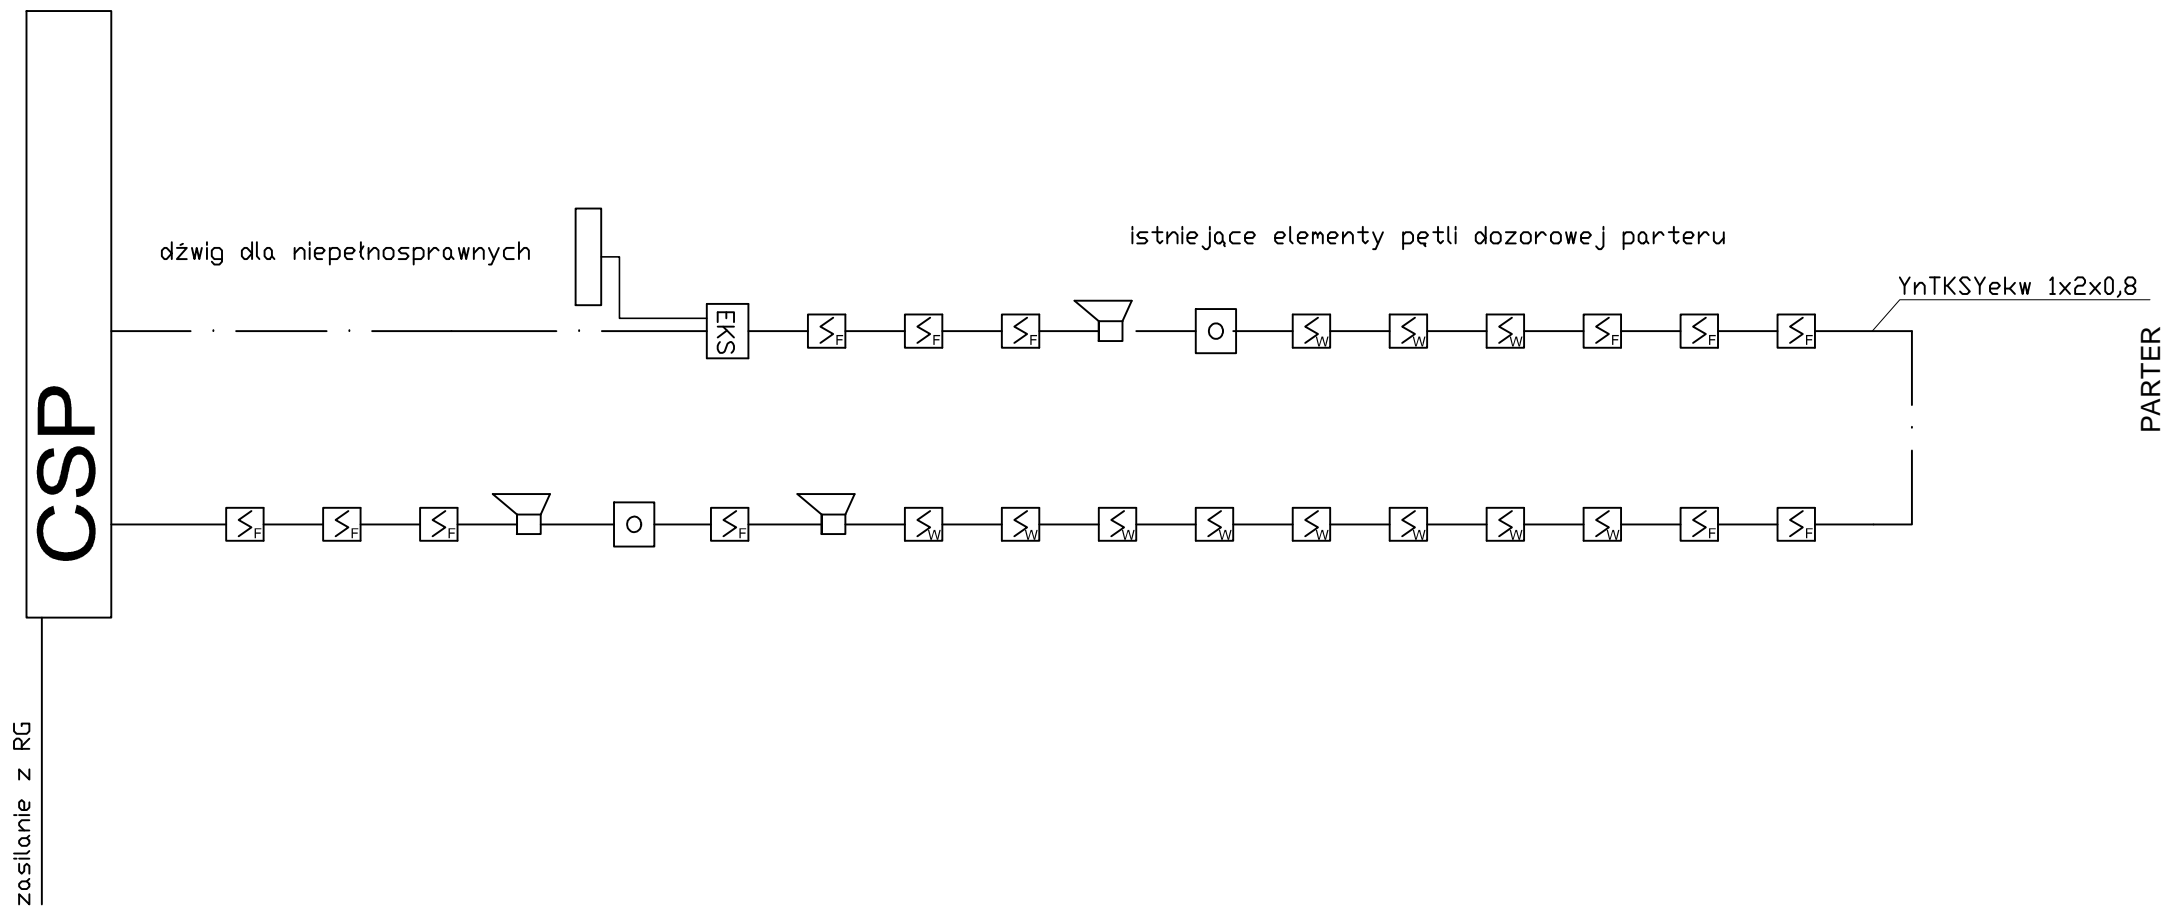 istniejące elementy pętli dozorowej parteru
dźwig dla niepełnosprawnych
YnTKSYekw 1x2x0,8
EKS
F F F W W W F F F
PARTER
CSP
F F F F W W W W W W W W F F
zasilanie z RG